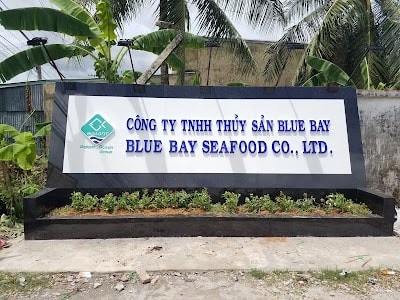 CÔNG TY TNHH THỦY SẢN BLUE BAY
BLUE BAY SEAFOOD CO., LTD.